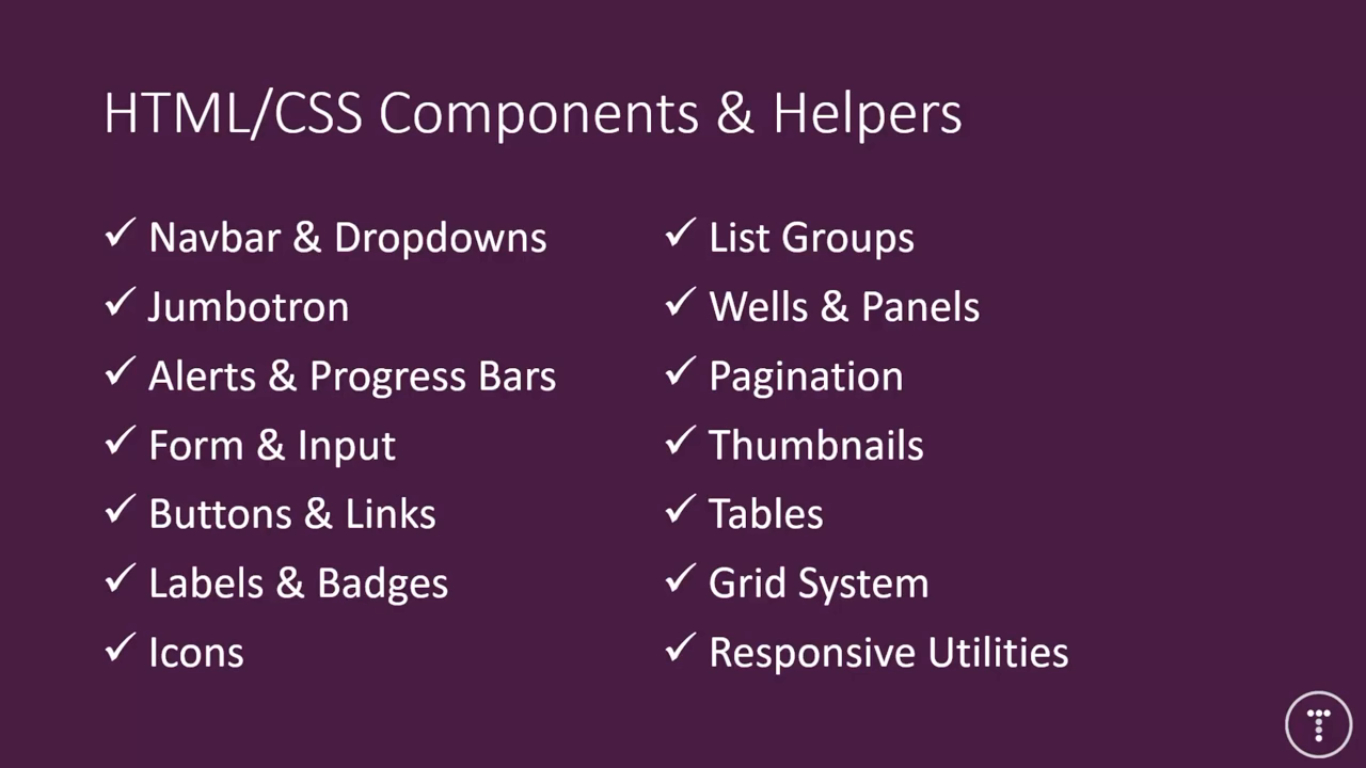 HTML/CSS Components & Helpers
✓ Navbar & Dropdowns
✓ Jumbotron
✓ Alerts & Progress Bars
✓ Form & Input
✓ Buttons & Links
✓ Labels & Badges
✓ Icons
✓ List Groups
✓ Wells & Panels
✓ Pagination
✓ Thumbnails
✓ Tables
✓ Grid System
✓ Responsive Utilities
T